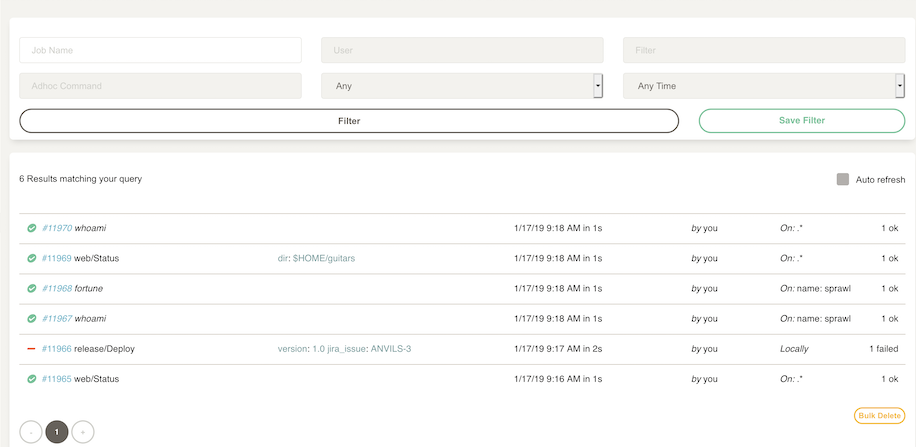 Job Name User Filter
Adhoc Command Any Any Time
Filter Save Filter
6 Results matching your query Auto refresh
#11970 whoami 1/17/19 9:18 AM in 1s by you On: .* 1 ok
#11969 web/Status dir: $HOME/guitars 1/17/19 9:18 AM in 1s by you On: .* 1 ok
#11968 fortune 1/17/19 9:18 AM in 1s by you On: name: sprawl 1 ok
#11967 whoami 1/17/19 9:18 AM in 1s by you On: name: sprawl 1 ok
#11966 release/Deploy version: 1.0 jira_issue: ANVILS-3 1/17/19 9:17 AM in 2s by you Locally 1 failed
#11965 web/Status 1/17/19 9:16 AM in 1s by you On: .* 1 ok
Bulk Delete
- 1 +